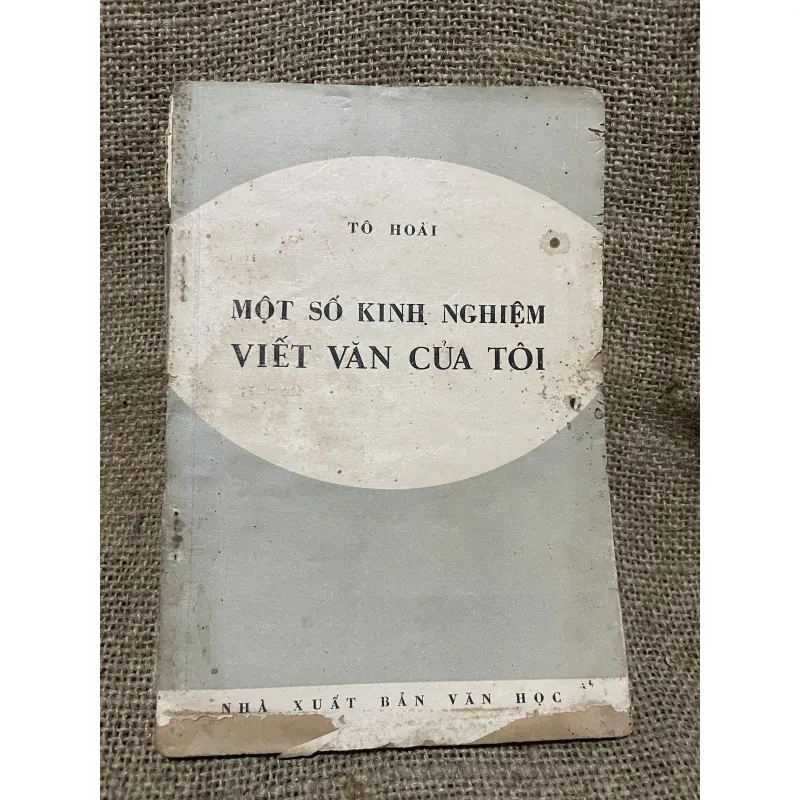 TÔ HOÀI
MỘT SỐ KINH NGHIỆM
VIẾT VĂN CỦA TÔI
NHÀ XUẤT BẢN VĂN HỌC